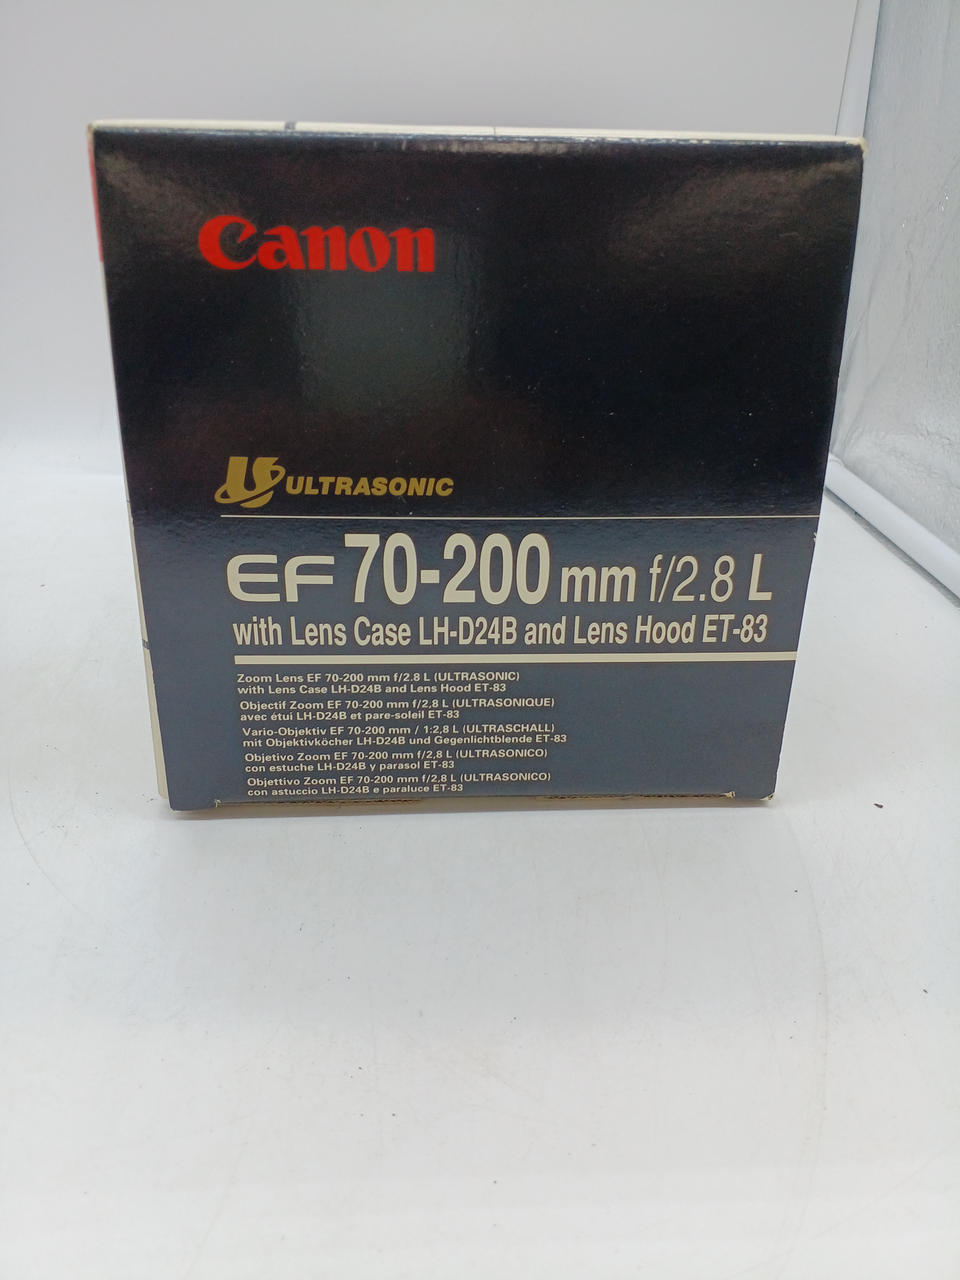 Canon
ULTRASONIC
EF 70-200 mm f/2.8 L
with Lens Case LH-D24B and Lens Hood ET-83
Zoom Lens EF 70-200 mm f/2.8 L (ULTRASONIC)
with Lens Case LH-D24B and Lens Hood ET-83
Objectif Zoom EF 70-200 mm f/2,8 L (ULTRASONIQUE)
avec étui LH-D24B et pare-soleil ET-83
Vario-Objektiv EF 70-200 mm / 1:2,8 L (ULTRASCHALL)
mit Objektivköcher LH-D24B und Gegenlichtblende ET-83
Objetivo Zoom EF 70-200 mm f/2,8 L (ULTRASONICO)
con estuche LH-D24B y parasol ET-83
Objettivo Zoom EF 70-200 mm f/2,8 L (ULTRASONICO)
con astuccio LH-D24B e paraluce ET-83